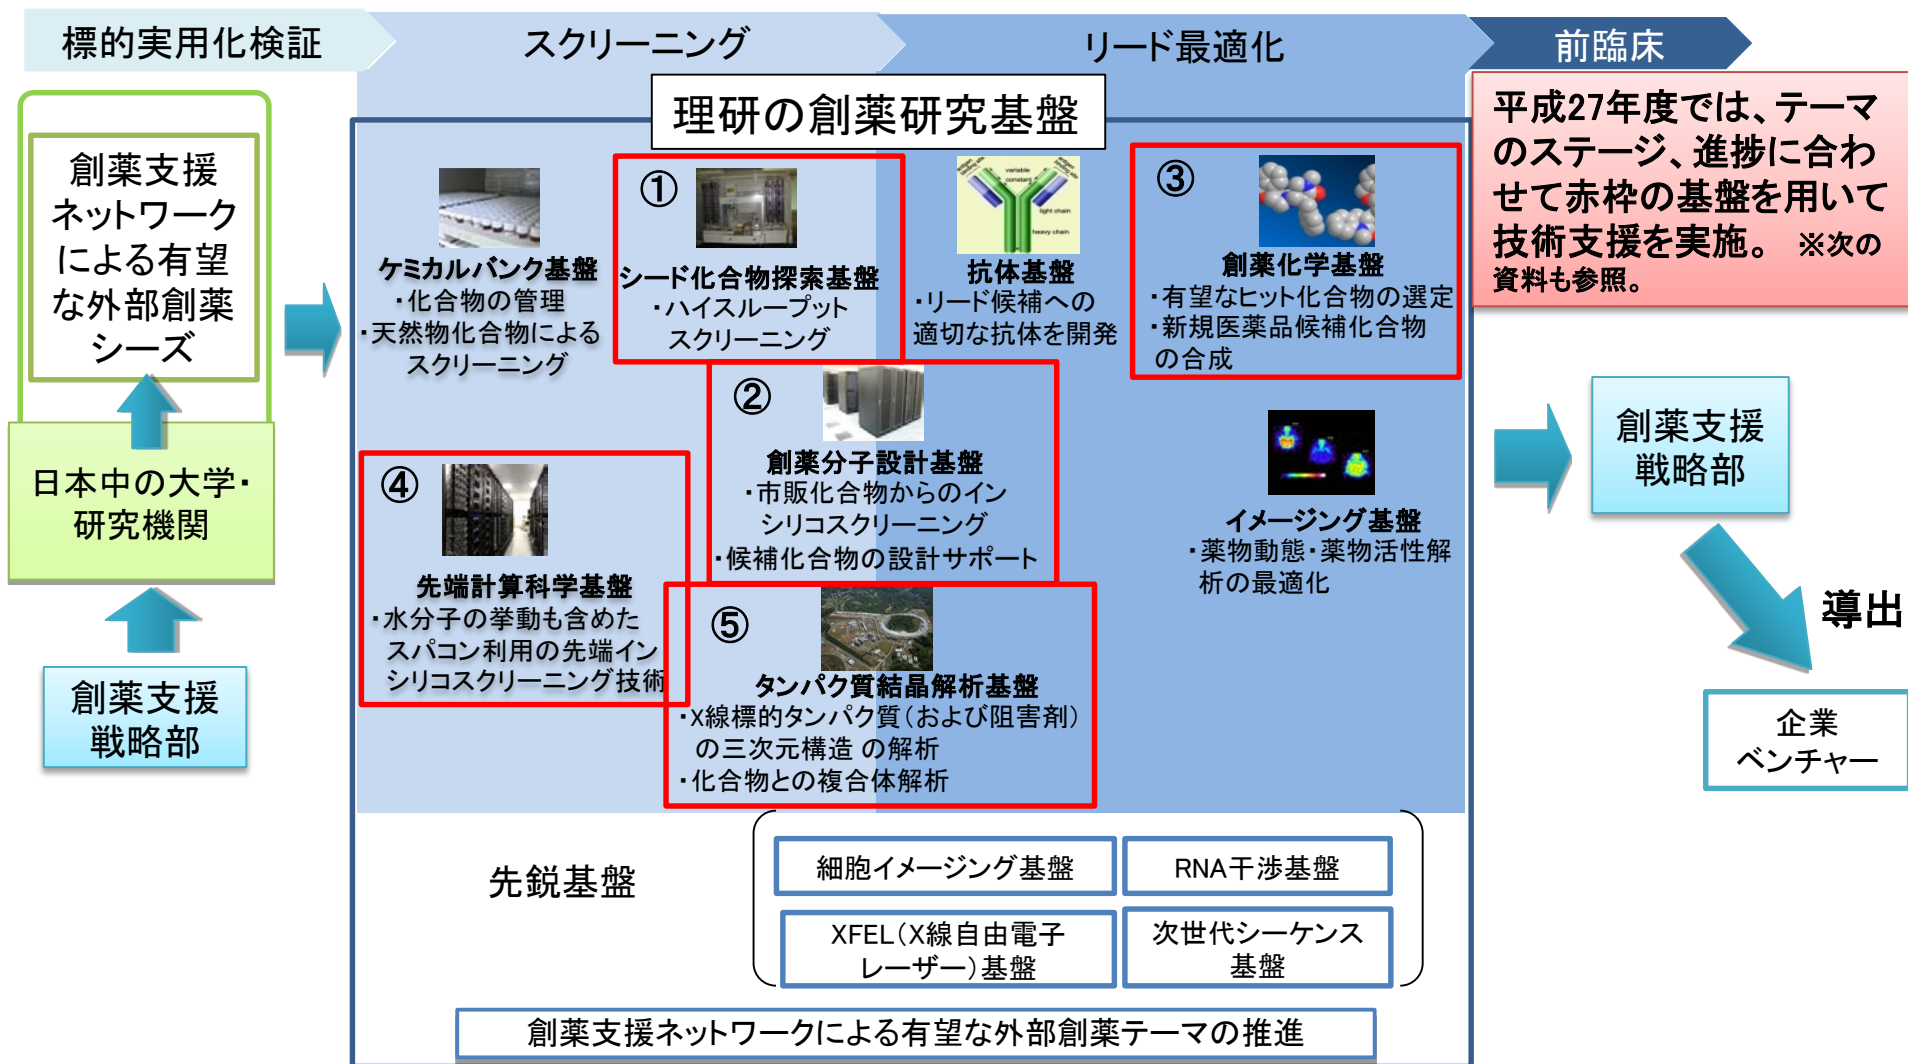 標的実用化検証
スクリーニング
リード最適化
前臨床
理研の創薬研究基盤
平成27年度では、テーマ
のステージ、進捗に合わ
せて赤枠の基盤を用いて
技術支援を実施。 ※次の
資料も参照。
創薬支援
ネットワーク
による有望
な外部創薬
シーズ
日本中の大学・
研究機関
創薬支援
戦略部
ケミカルバンク基盤
・化合物の管理
・天然物化合物による
スクリーニング
①
シード化合物探索基盤
・ハイスループット
スクリーニング
antigen
binding site
antigen
binding site
variable
constant
light chain
heavy chain
抗体基盤
・リード候補への
適切な抗体を開発
③
創薬化学基盤
・有望なヒット化合物の選定
・新規医薬品候補化合物
の合成
②
創薬分子設計基盤
・市販化合物からのイン
シリコスクリーニング
・候補化合物の設計サポート
④
先端計算科学基盤
・水分子の挙動も含めた
スパコン利用の先端イン
シリコスクリーニング技術
イメージング基盤
・薬物動態・薬物活性解
析の最適化
⑤
タンパク質結晶解析基盤
・X線標的タンパク質（および阻害剤）
の三次元構造 の解析
・化合物との複合体解析
創薬支援
戦略部
導出
企業
ベンチャー
先鋭基盤
細胞イメージング基盤
RNA干渉基盤
XFEL（X線自由電子
レーザー）基盤
次世代シーケンス
基盤
創薬支援ネットワークによる有望な外部創薬テーマの推進